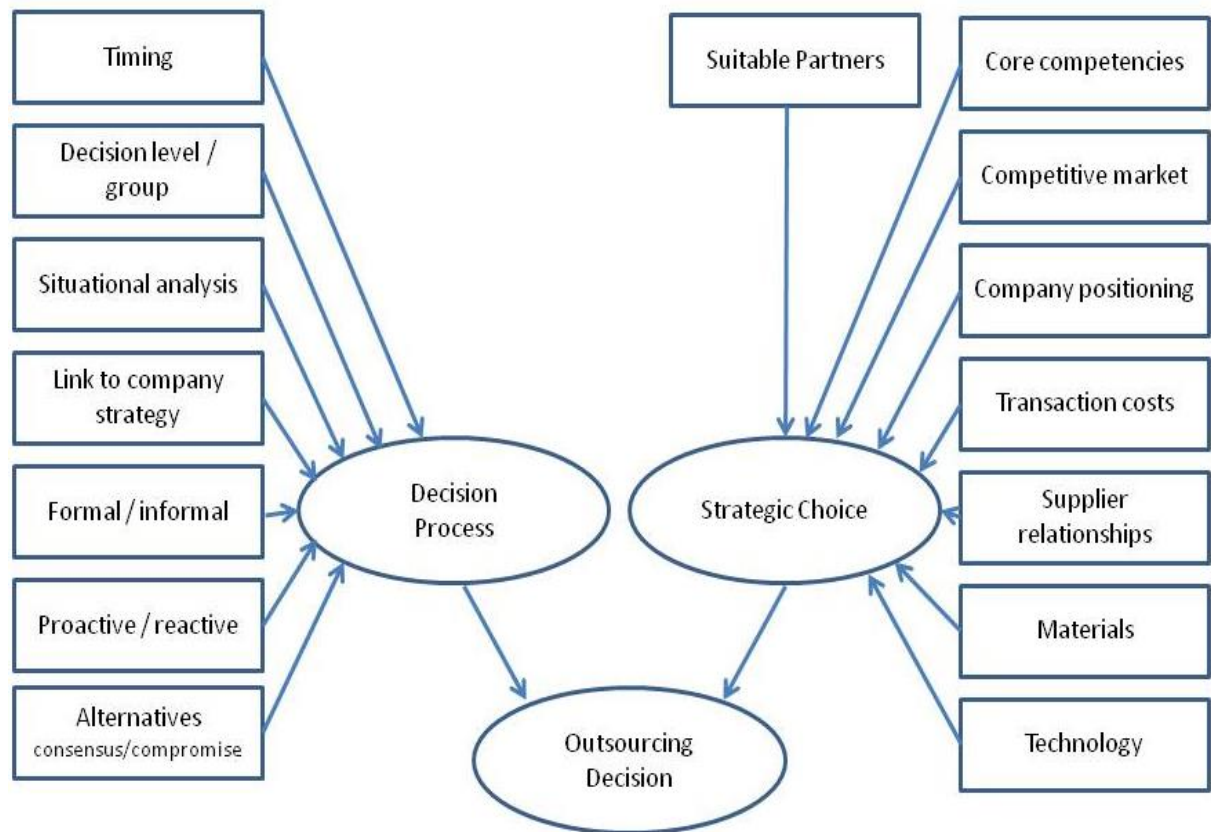 Timing
Decision level /
group
Situational analysis
Link to company
strategy
Formal / informal
Proactive / reactive
Alternatives
consensus/compromise
Decision
Process
Suitable Partners
Strategic Choice
Core competencies
Competitive market
Company positioning
Transaction costs
Supplier
relationships
Materials
Technology
Outsourcing
Decision